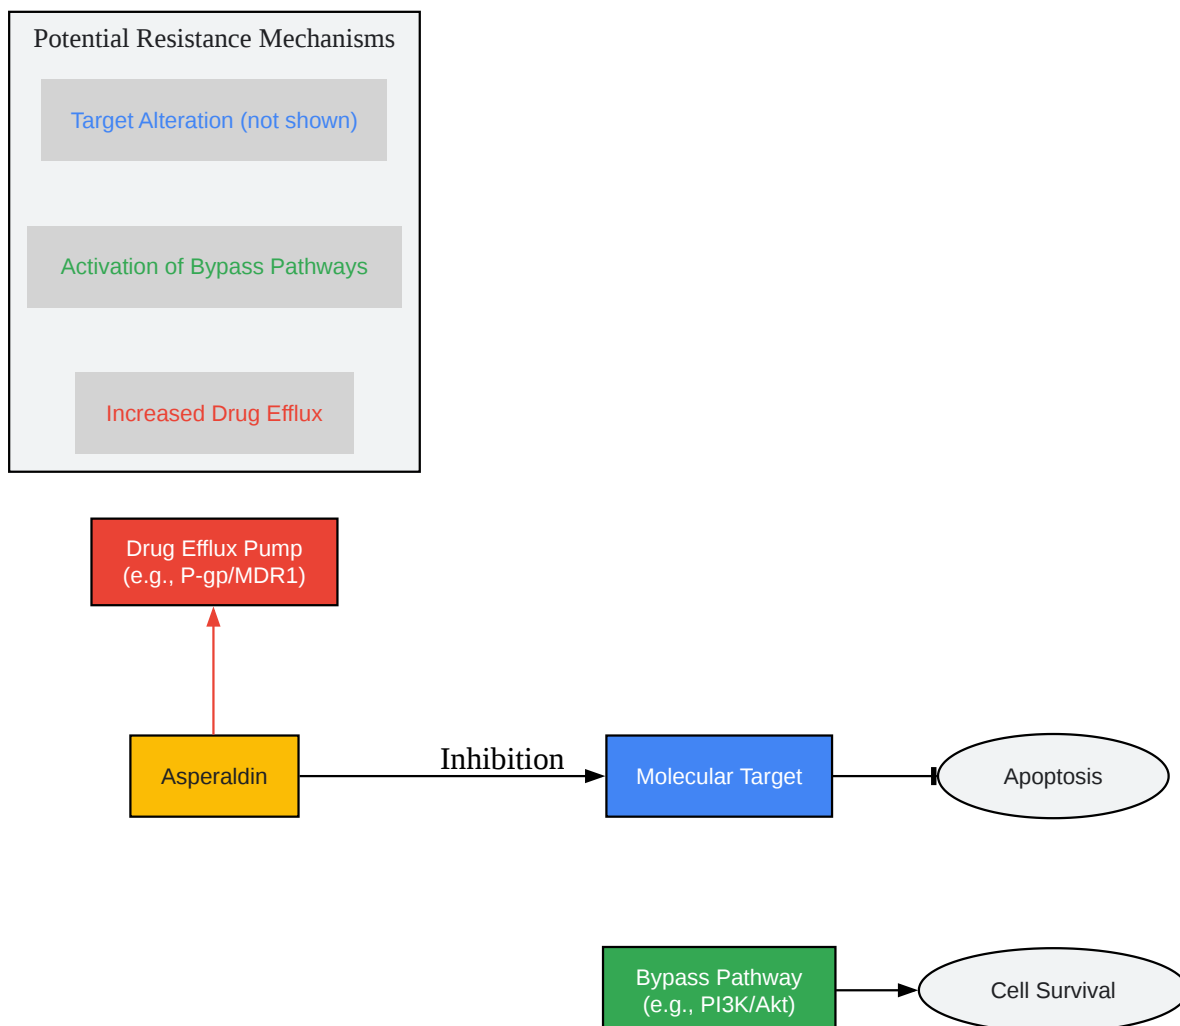 Potential Resistance Mechanisms
Target Alteration (not shown)
Activation of Bypass Pathways
Increased Drug Efflux
Drug Efflux Pump
(e.g., P-gp/MDR1)
Asperaldin
Inhibition
Molecular Target
Apoptosis
Bypass Pathway
(e.g., PI3K/Akt)
Cell Survival